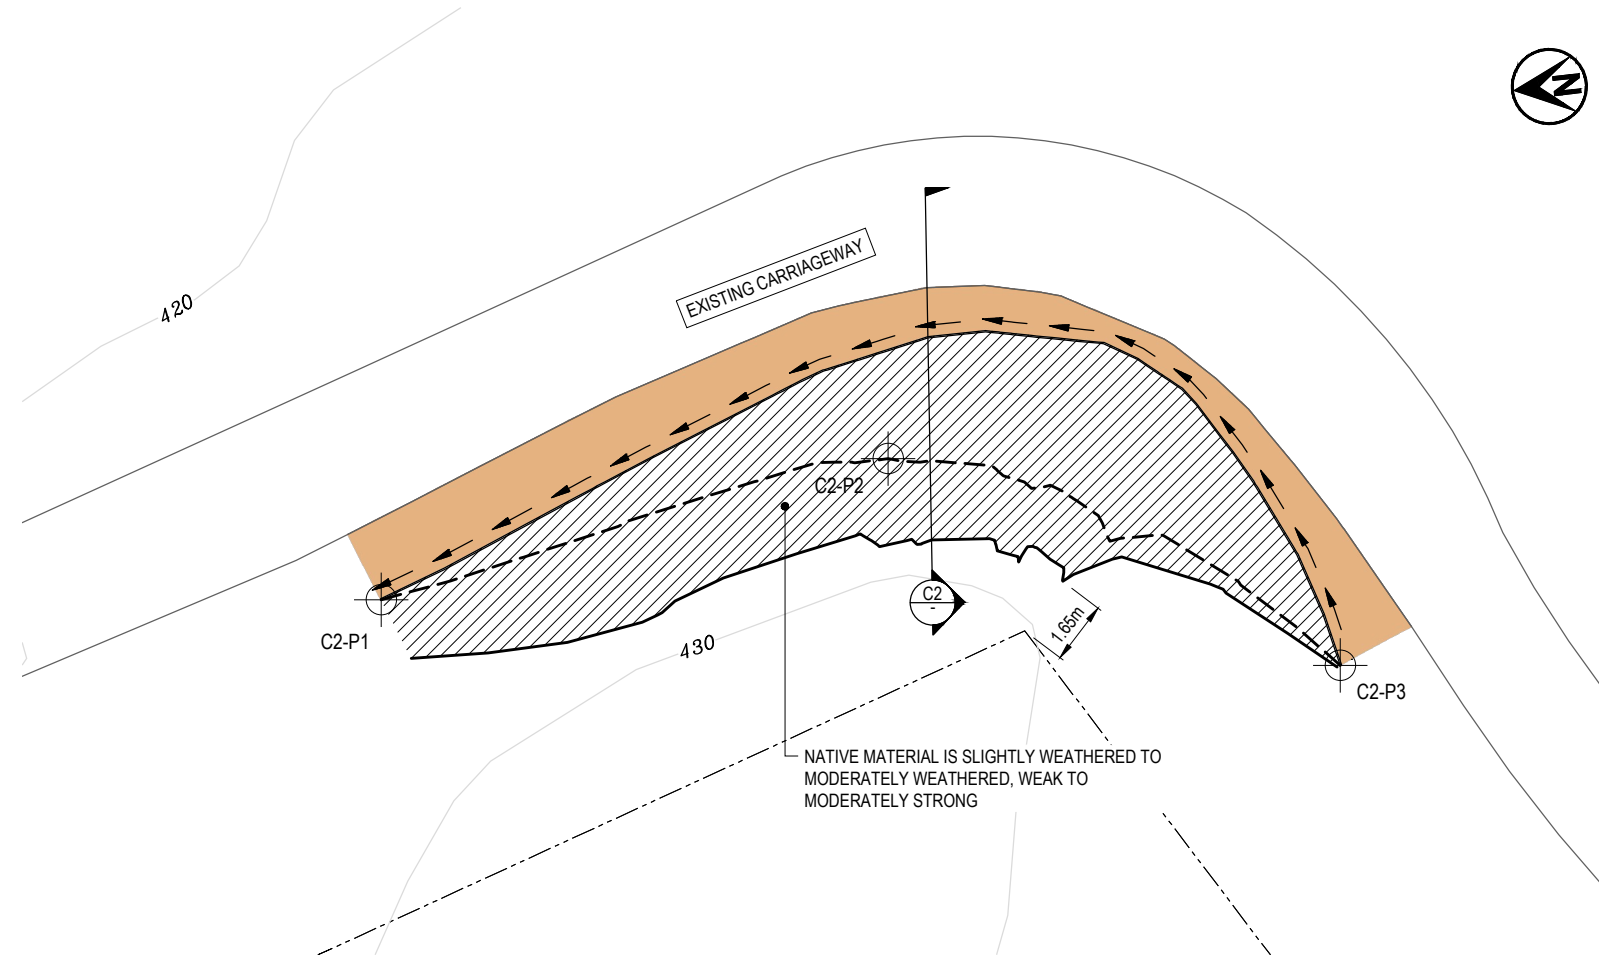 N
420
EXISTING CARRIAGEWAY
C2-P2
C2
-
C2-P1
1.65m
430
C2-P3
NATIVE MATERIAL IS SLIGHTLY WEATHERED TO
MODERATELY WEATHERED, WEAK TO
MODERATELY STRONG